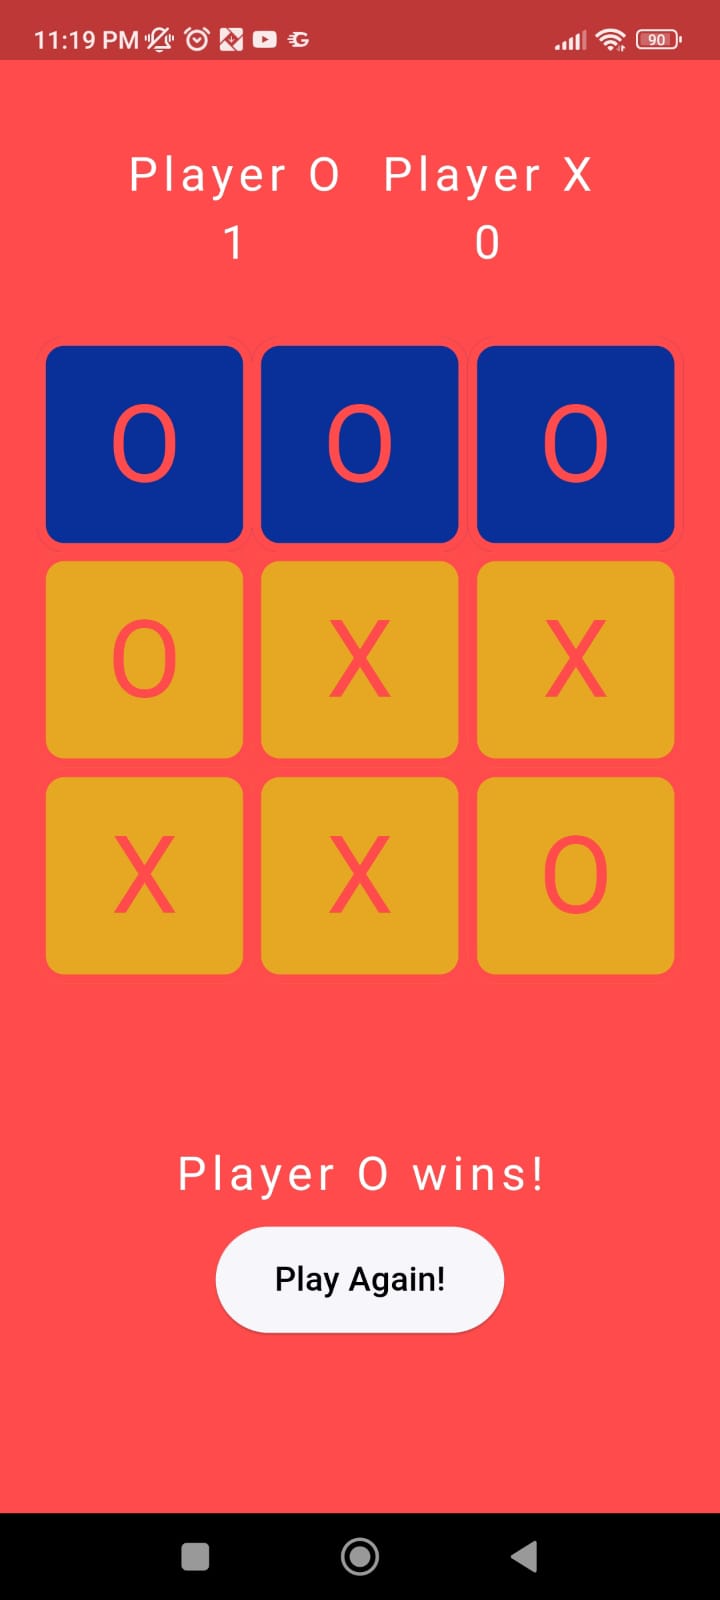 11:19 PM 90
Player O Player X
1 0
O O O
O X X
X X O
Player O wins!
Play Again!